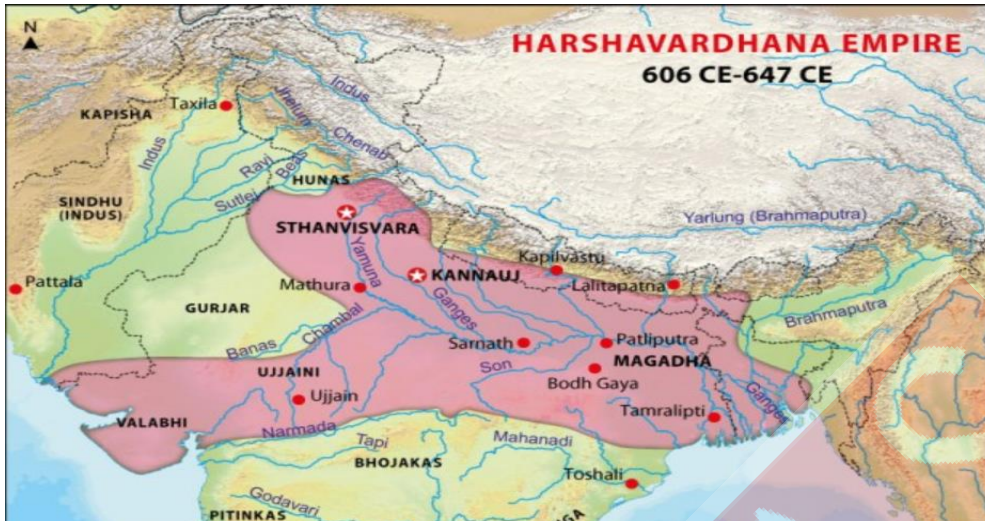 N
HARSHAVARDHANA EMPIRE
606 CE-647 CE
Taxila
KAPISHA
Indus
Jhelum
Indus
Chenab
Ravi
Beas
HUNAS
Sutlej
SINDHU
(INDUS)
STHANVISVARA
Yarlung (Brahmaputra)
Yamuna
Kapilvastu
KANNAUJ
Pattala
Mathura
Lalitapatna
GURJAR
Ganges
Chambal
Brahmaputra
Banas
Sarnath
Patliputra
Son
MAGADHA
UJJAINI
Bodh Gaya
Ujjain
Ganges
VALABHI
Tamralipti
Narmada
Tapi
Mahanadi
BHOJAKAS
Toshali
Godavari
PITINKAS